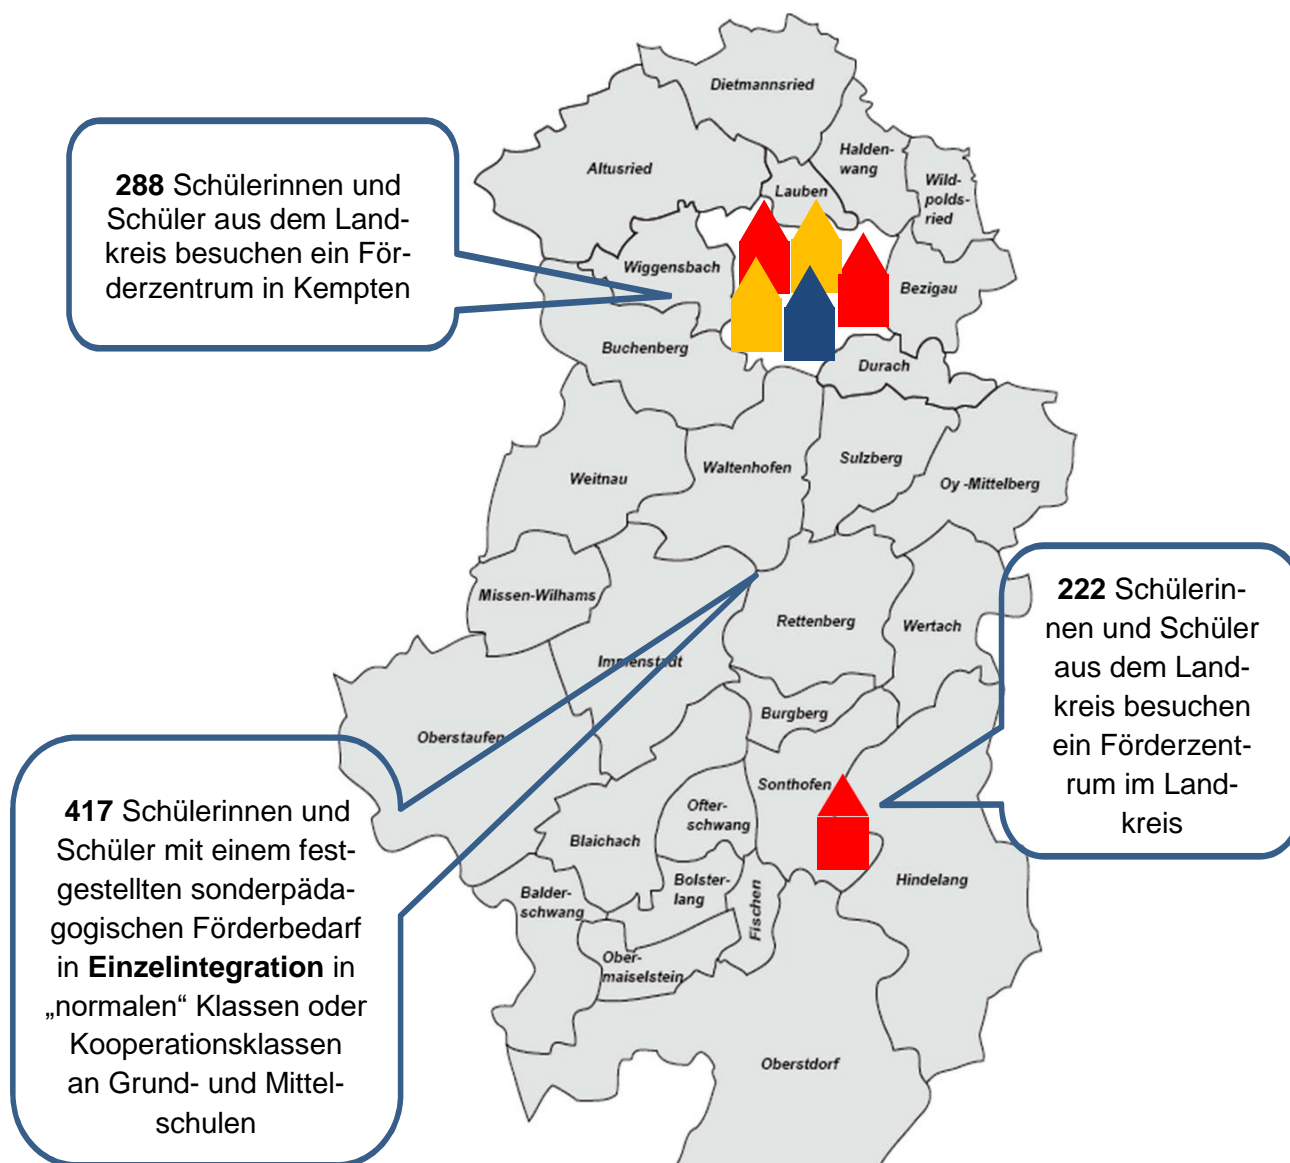 Dietmannsried
288 Schülerinnen und
Schüler aus dem Land-
kreis besuchen ein För-
derzentrum in Kempten
Altusried
Halden-
wang
Lauben
Wild-
polds-
ried
Wiggensbach
Bezigau
Buchenberg
Durach
Weitnau
Waltenhofen
Sulzberg
Oy -Mittelberg
Missen-Wilhams
Rettenberg
Wertach
222 Schülerin-
nen und Schüler
aus dem Land-
kreis besuchen
ein Förderzent-
rum im Land-
kreis
Immenstadt
Burgberg
Oberstaufen
Sonthofen
417 Schülerinnen und
Schüler mit einem fest-
gestellten sonderpäda-
gogischen Förderbedarf
in Einzelintegration in
„normalen“ Klassen oder
Kooperationsklassen
an Grund- und Mittel-
schulen
Ofter-
schwang
Blaichach
Bolster-
lang
Balder-
schwang
Fischen
Hindelang
Ober-
maiselstein
Oberstdorf